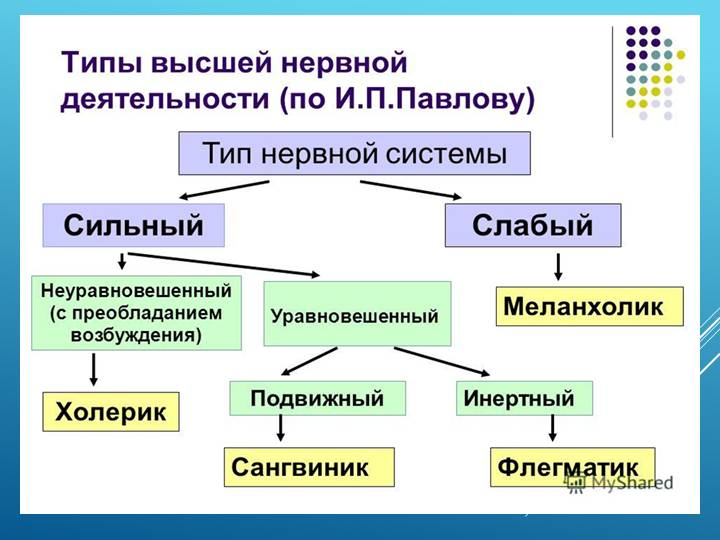 Типы высшей нервной
деятельности (по И.П.Павлову)
Тип нервной системы
Сильный
Слабый
Неуравновешенный
(с преобладанием
возбуждения)
Уравновешенный
Меланхолик
Подвижный
Инертный
Холерик
Сангвиник
Флегматик
MyShared